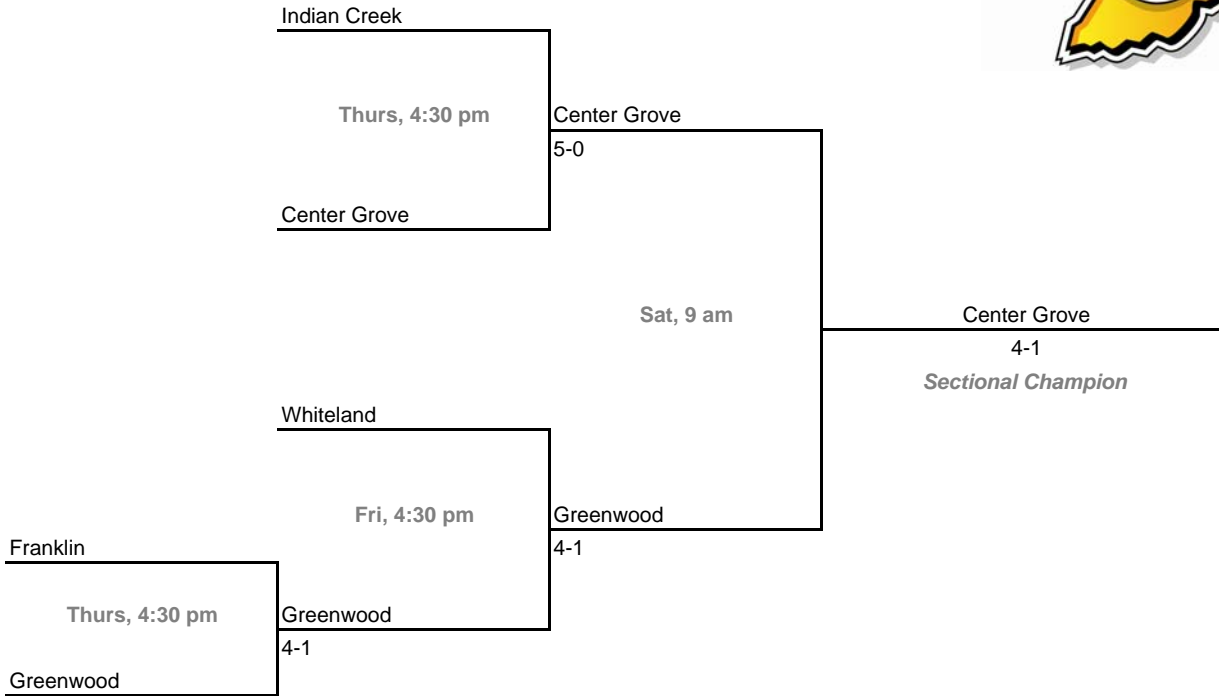 Indian Creek
Thurs, 4:30 pm
Center Grove
5-0
Center Grove
Sat, 9 am
Center Grove
4-1
Sectional Champion
Whiteland
Fri, 4:30 pm
Greenwood
4-1
Franklin
Thurs, 4:30 pm
Greenwood
4-1
Greenwood